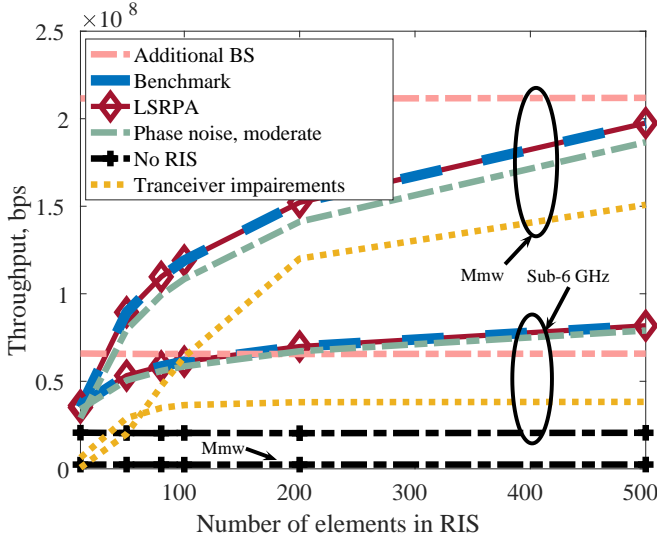 × 10^8
2.5
2
1.5
1
0.5
0
Throughput, bps
Additional BS
Benchmark
LSRPA
Phase noise, moderate
No RIS
Tranceiver impairements
Mmw
Sub-6 GHz
Mmw
100
200
300
400
500
Number of elements in RIS